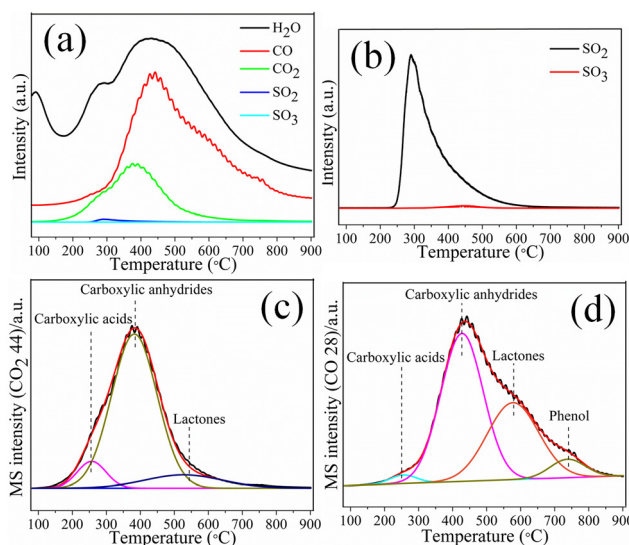 (a)
H2O
CO
CO2
SO2
SO3
Intensity (a.u.)
100 200 300 400 500 600 700 800 900
Temperature (°C)
(b)
SO2
SO3
Intensity (a.u.)
100 200 300 400 500 600 700 800 900
Temperature (°C)
(c)
Carboxylic anhydrides
Carboxylic acids
Lactones
MS intensity (CO2 44)/a.u.
100 200 300 400 500 600 700 800 900
Temperature (°C)
(d)
Carboxylic anhydrides
Lactones
Carboxylic acids
Phenol
MS intensity (CO 28)/a.u.
100 200 300 400 500 600 700 800 900
Temperature (°C)